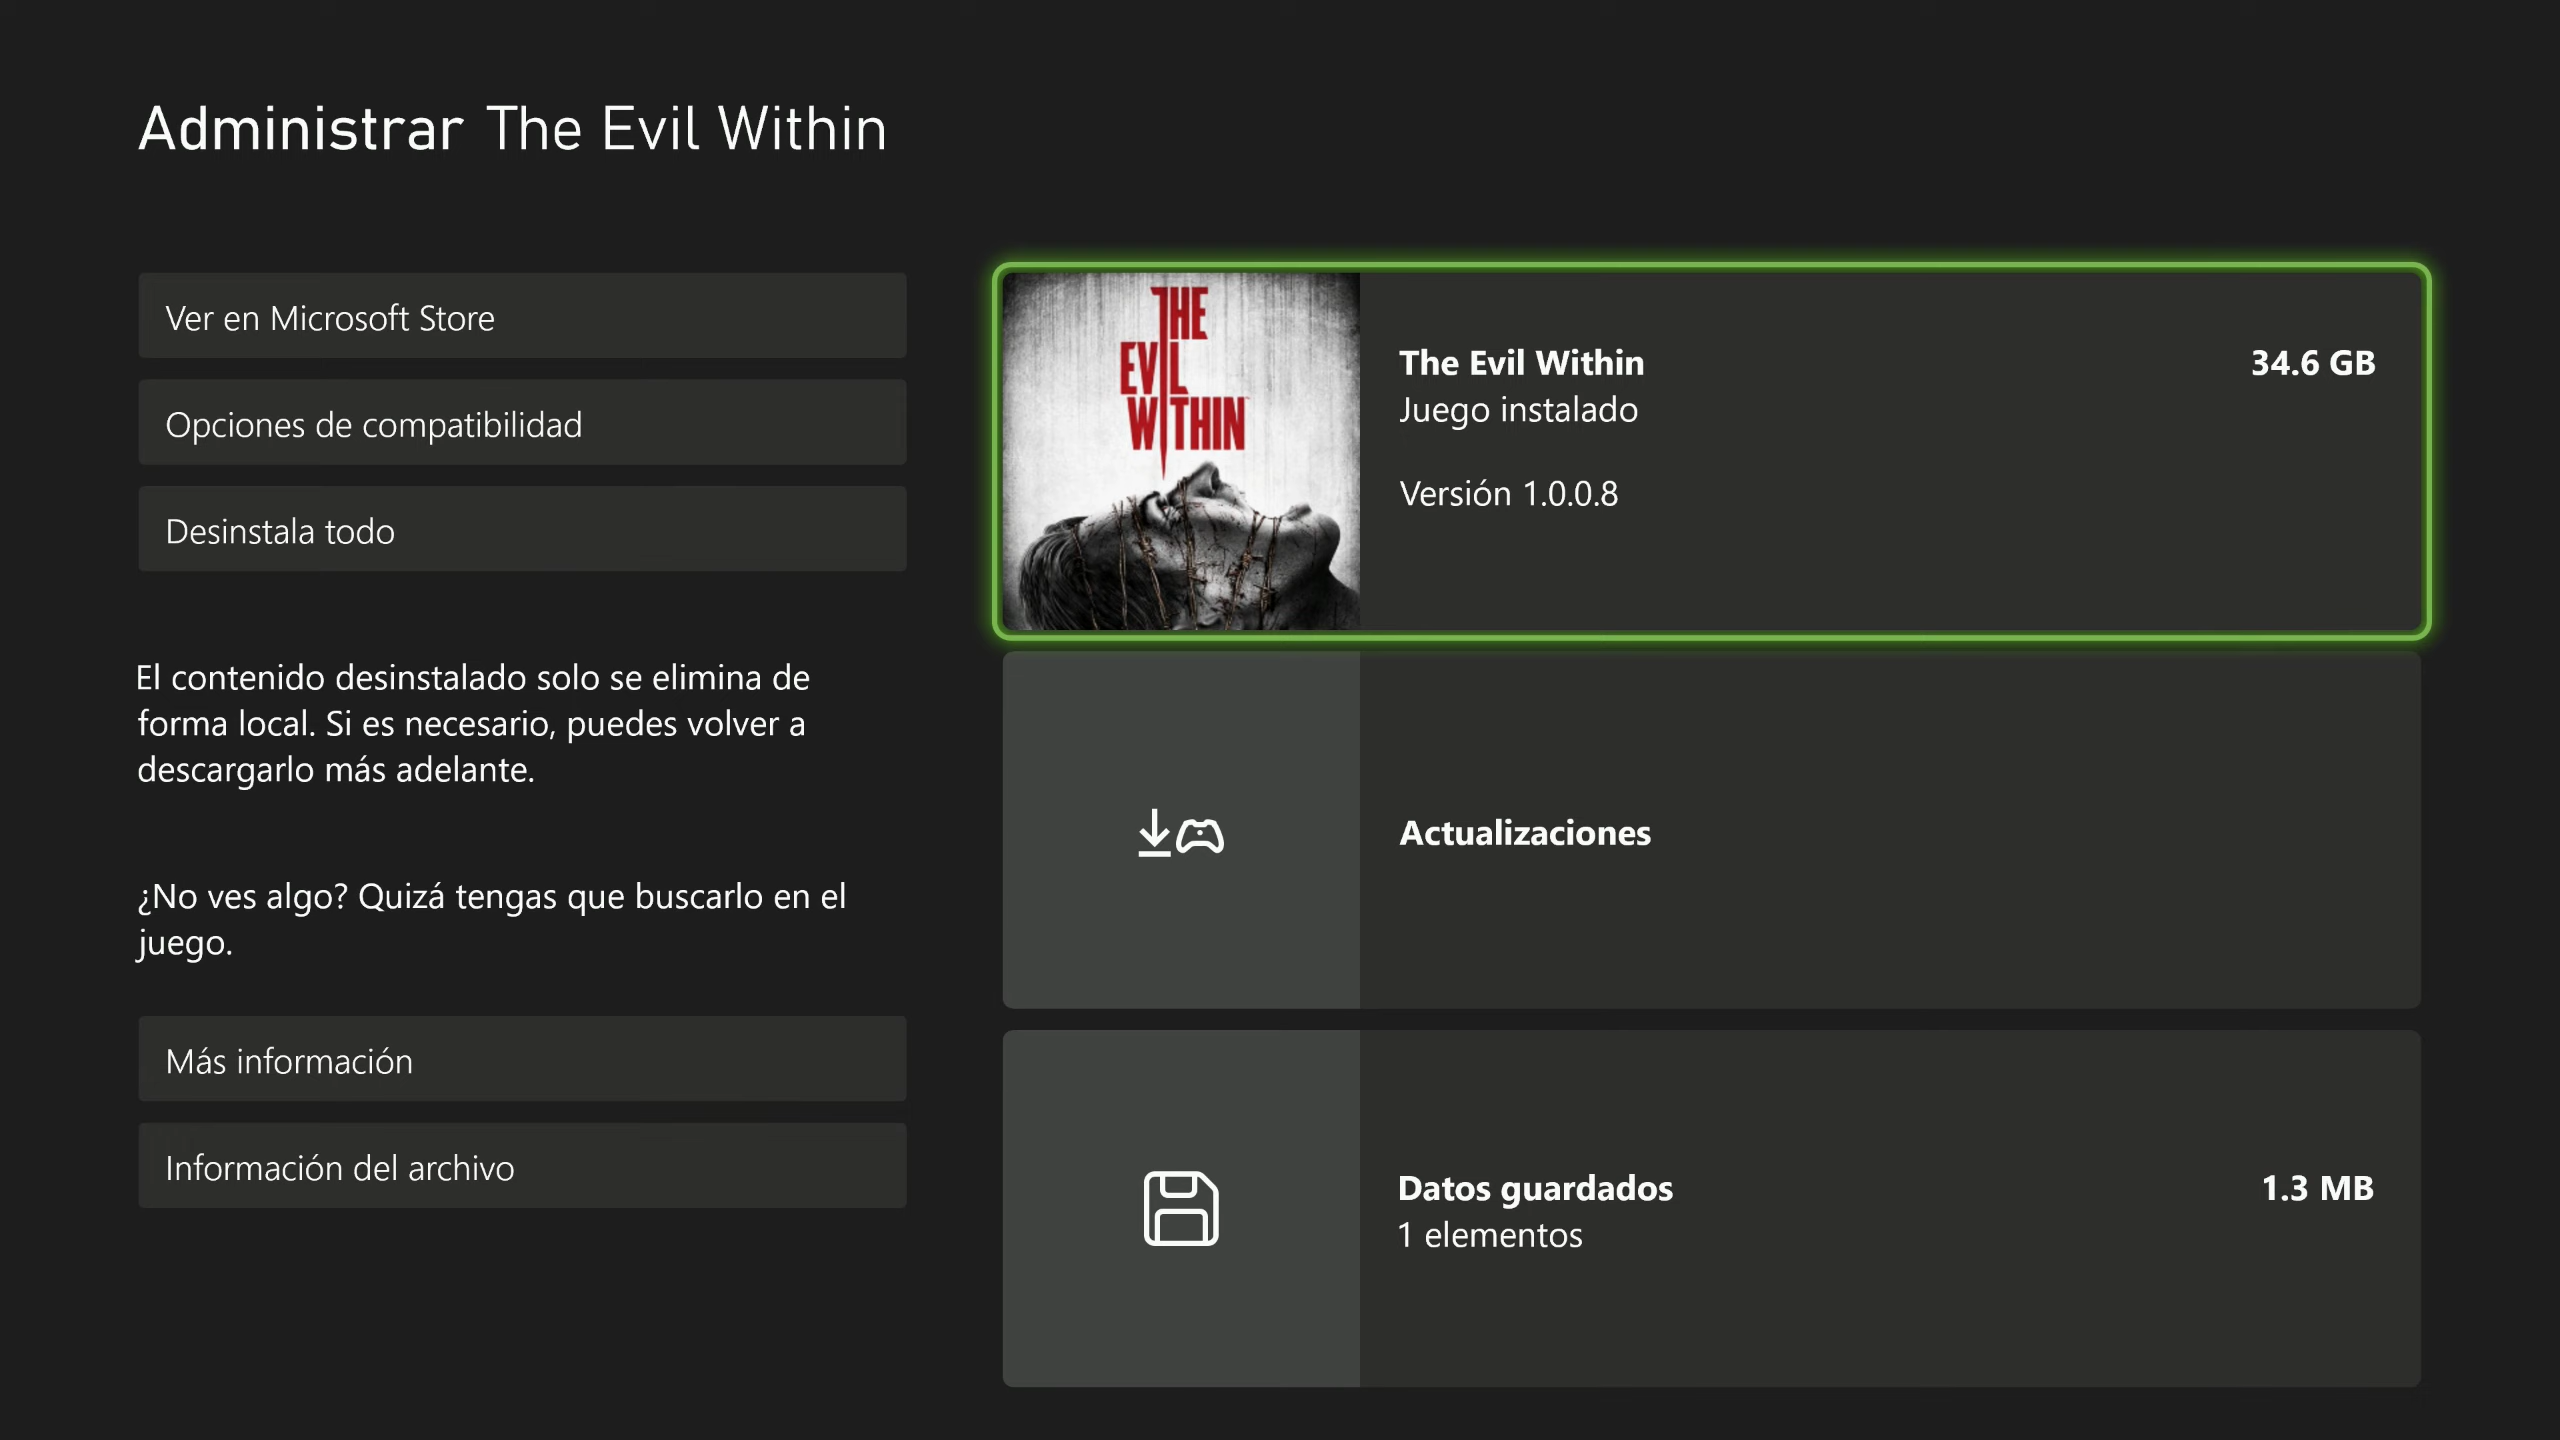 Administrar The Evil Within
Ver en Microsoft Store
Opciones de compatibilidad
Desinstala todo
El contenido desinstalado solo se elimina de
forma local. Si es necesario, puedes volver a
descargarlo más adelante.
¿No ves algo? Quizá tengas que buscarlo en el
juego.
Más información
Información del archivo
THE
EVIL
WITHIN
The Evil Within
34.6 GB
Juego instalado
Versión 1.0.0.8
Actualizaciones
Datos guardados
1.3 MB
1 elementos